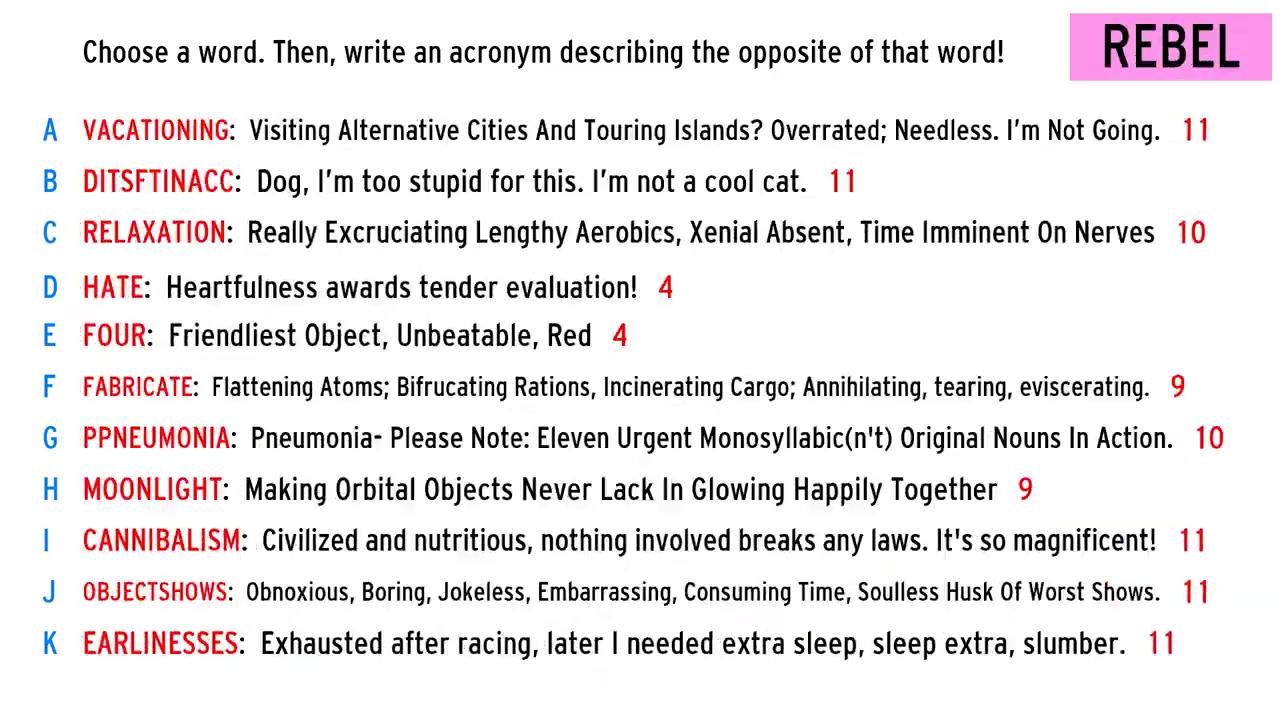 Choose a word. Then, write an acronym describing the opposite of that word!
REBEL
A VACATIONING: Visiting Alternative Cities And Touring Islands? Overrated; Needless. I'm Not Going. 11
B DITSFTINACC: Dog, I'm too stupid for this. I'm not a cool cat. 11
C RELAXATION: Really Excruciating Lengthy Aerobics, Xenial Absent, Time Imminent On Nerves 10
D HATE: Heartfulness awards tender evaluation! 4
E FOUR: Friendliest Object, Unbeatable, Red 4
F FABRICATE: Flattening Atoms; Bifrucating Rations, Incinerating Cargo; Annihilating, tearing, eviscerating. 9
G PPNEUMONIA: Pneumonia- Please Note: Eleven Urgent Monosyllabic(n't) Original Nouns In Action. 10
H MOONLIGHT: Making Orbital Objects Never Lack In Glowing Happily Together 9
I CANNIBALISM: Civilized and nutritious, nothing involved breaks any laws. It's so magnificent! 11
J OBJECTSHOWS: Obnoxious, Boring, Jokeless, Embarrassing, Consuming Time, Soulless Husk Of Worst Shows. 11
K EARLINESSES: Exhausted after racing, later I needed extra sleep, sleep extra, slumber. 11